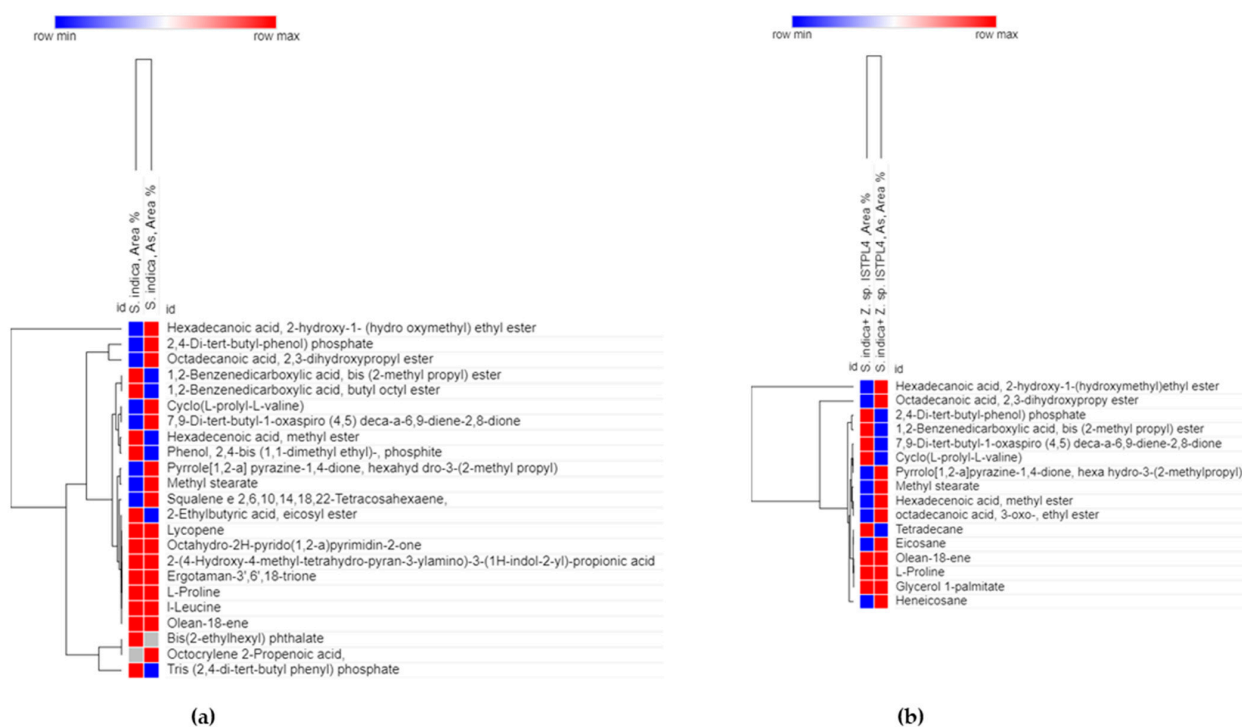 row min row max
S. indica, Area %
S. indica, As, Area %
id id
Hexadecanoic acid, 2-hydroxy-1- (hydro oxymethyl) ethyl ester
2,4-Di-tert-butyl-phenol) phosphate
Octadecanoic acid, 2,3-dihydroxypropyl ester
1,2-Benzenedicarboxylic acid, bis (2-methyl propyl) ester
1,2-Benzenedicarboxylic acid, butyl octyl ester
Cyclo(L-prolyl-L-valine)
7,9-Di-tert-butyl-1-oxaspiro (4,5) deca-a-6,9-diene-2,8-dione
Hexadecenoic acid, methyl ester
Phenol, 2,4-bis (1,1-dimethyl ethyl)-, phosphite
Pyrrole[1,2-a] pyrazine-1,4-dione, hexahyd dro-3-(2-methyl propyl)
Methyl stearate
Squalene e 2,6,10,14,18,22-Tetracosahexaene,
2-Ethylbutyric acid, eicosyl ester
Lycopene
Octahydro-2H-pyrido(1,2-a)pyrimidin-2-one
2-(4-Hydroxy-4-methyl-tetrahydro-pyran-3-ylamino)-3-(1H-indol-2-yl)-propionic acid
Ergotaman-3',6',18-trione
L-Proline
l-Leucine
Olean-18-ene
Bis(2-ethylhexyl) phthalate
Octocrylene 2-Propenoic acid,
Tris (2,4-di-tert-butyl phenyl) phosphate
(a)
row min row max
S. indica+ Z. sp. ISTPL4 ,Area %
S. indica+ Z. sp. ISTPL4, As, Area %
id id
Hexadecanoic acid, 2-hydroxy-1-(hydroxymethyl)ethyl ester
Octadecanoic acid, 2,3-dihydroxypropy ester
2,4-Di-tert-butyl-phenol) phosphate
1,2-Benzenedicarboxylic acid, bis (2-methyl propyl) ester
7,9-Di-tert-butyl-1-oxaspiro (4,5) deca-a-6,9-diene-2,8-dione
Cyclo(L-prolyl-L-valine)
Pyrrolo[1,2-a]pyrazine-1,4-dione, hexa hydro-3-(2-methylpropyl)
Methyl stearate
Hexadecenoic acid, methyl ester
octadecanoic acid, 3-oxo-, ethyl ester
Tetradecane
Eicosane
Olean-18-ene
L-Proline
Glycerol 1-palmitate
Heneicosane
(b)